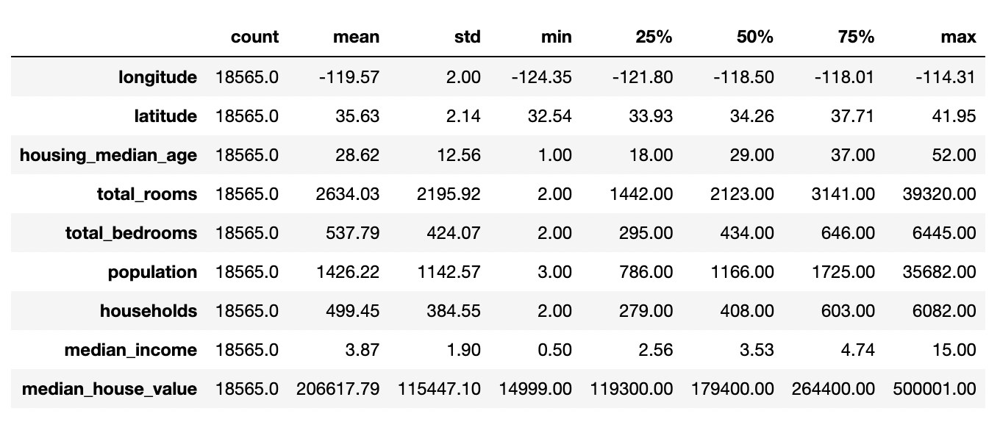 count mean std min 25% 50% 75% max
longitude 18565.0 -119.57 2.00 -124.35 -121.80 -118.50 -118.01 -114.31
latitude 18565.0 35.63 2.14 32.54 33.93 34.26 37.71 41.95
housing_median_age 18565.0 28.62 12.56 1.00 18.00 29.00 37.00 52.00
total_rooms 18565.0 2634.03 2195.92 2.00 1442.00 2123.00 3141.00 39320.00
total_bedrooms 18565.0 537.79 424.07 2.00 295.00 434.00 646.00 6445.00
population 18565.0 1426.22 1142.57 3.00 786.00 1166.00 1725.00 35682.00
households 18565.0 499.45 384.55 2.00 279.00 408.00 603.00 6082.00
median_income 18565.0 3.87 1.90 0.50 2.56 3.53 4.74 15.00
median_house_value 18565.0 206617.79 115447.10 14999.00 119300.00 179400.00 264400.00 500001.00